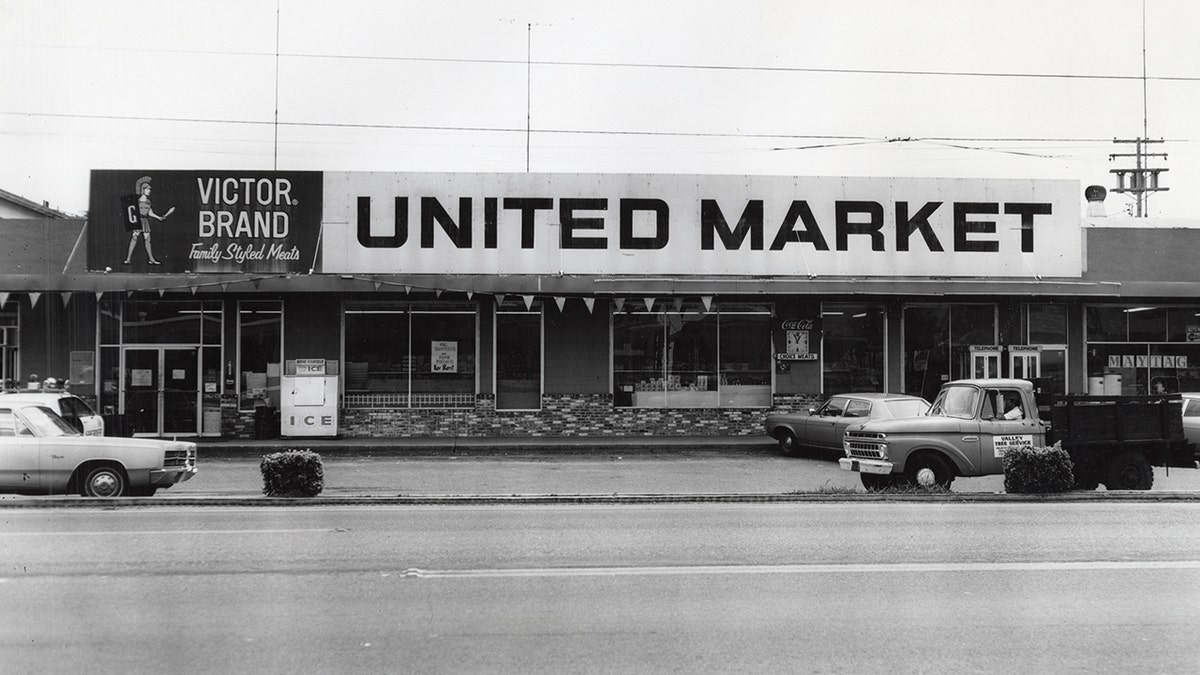 VICTOR®
BRAND
Family Styled Meats
UNITED MARKET
G
Coca-Cola
CHOICE MEATS
ICE
ICE
TELEPHONE
TELEPHONE
MAYTAG
VALLEY
TREE SERVICE